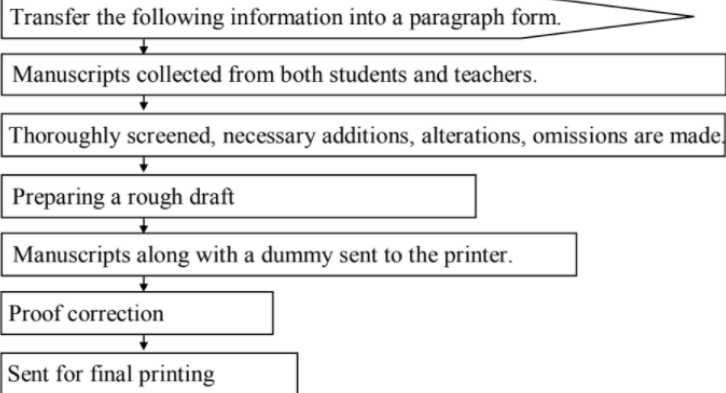 Transfer the following information into a paragraph form.
Manuscripts collected from both students and teachers.
Thoroughly screened, necessary additions, alterations, omissions are made.
Preparing a rough draft
Manuscripts along with a dummy sent to the printer.
Proof correction
Sent for final printing